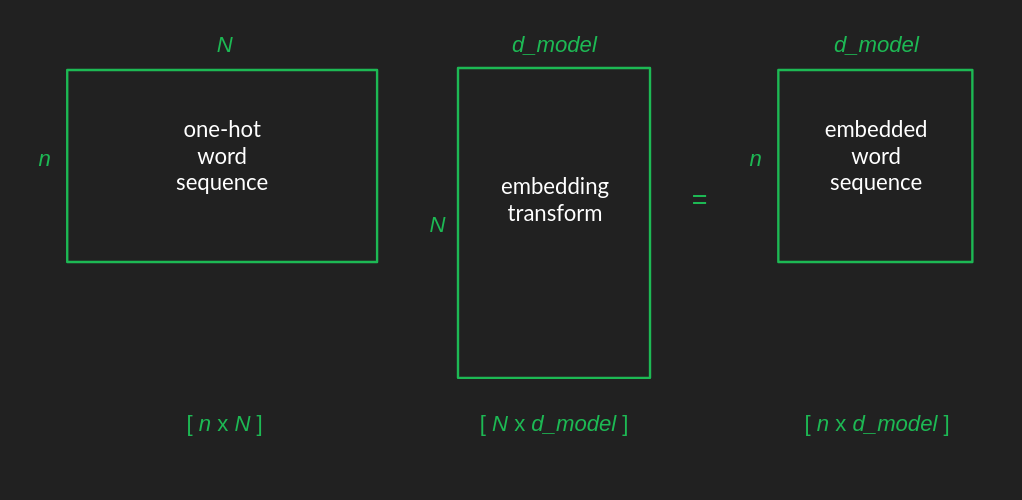 N
d_model
d_model
n
one-hot
word
sequence
N
embedding
transform
=
n
embedded
word
sequence
[ n x N ]
[ N x d_model ]
[ n x d_model ]